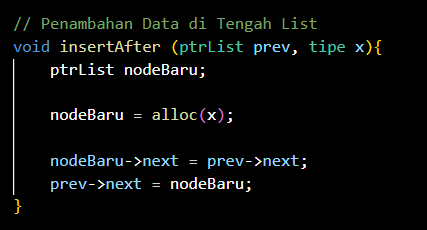 // Penambahan Data di Tengah List
void insertAfter (ptrList prev, tipe x){
ptrList nodeBaru;
nodeBaru = alloc(x);
nodeBaru->next = prev->next;
prev->next = nodeBaru;
}